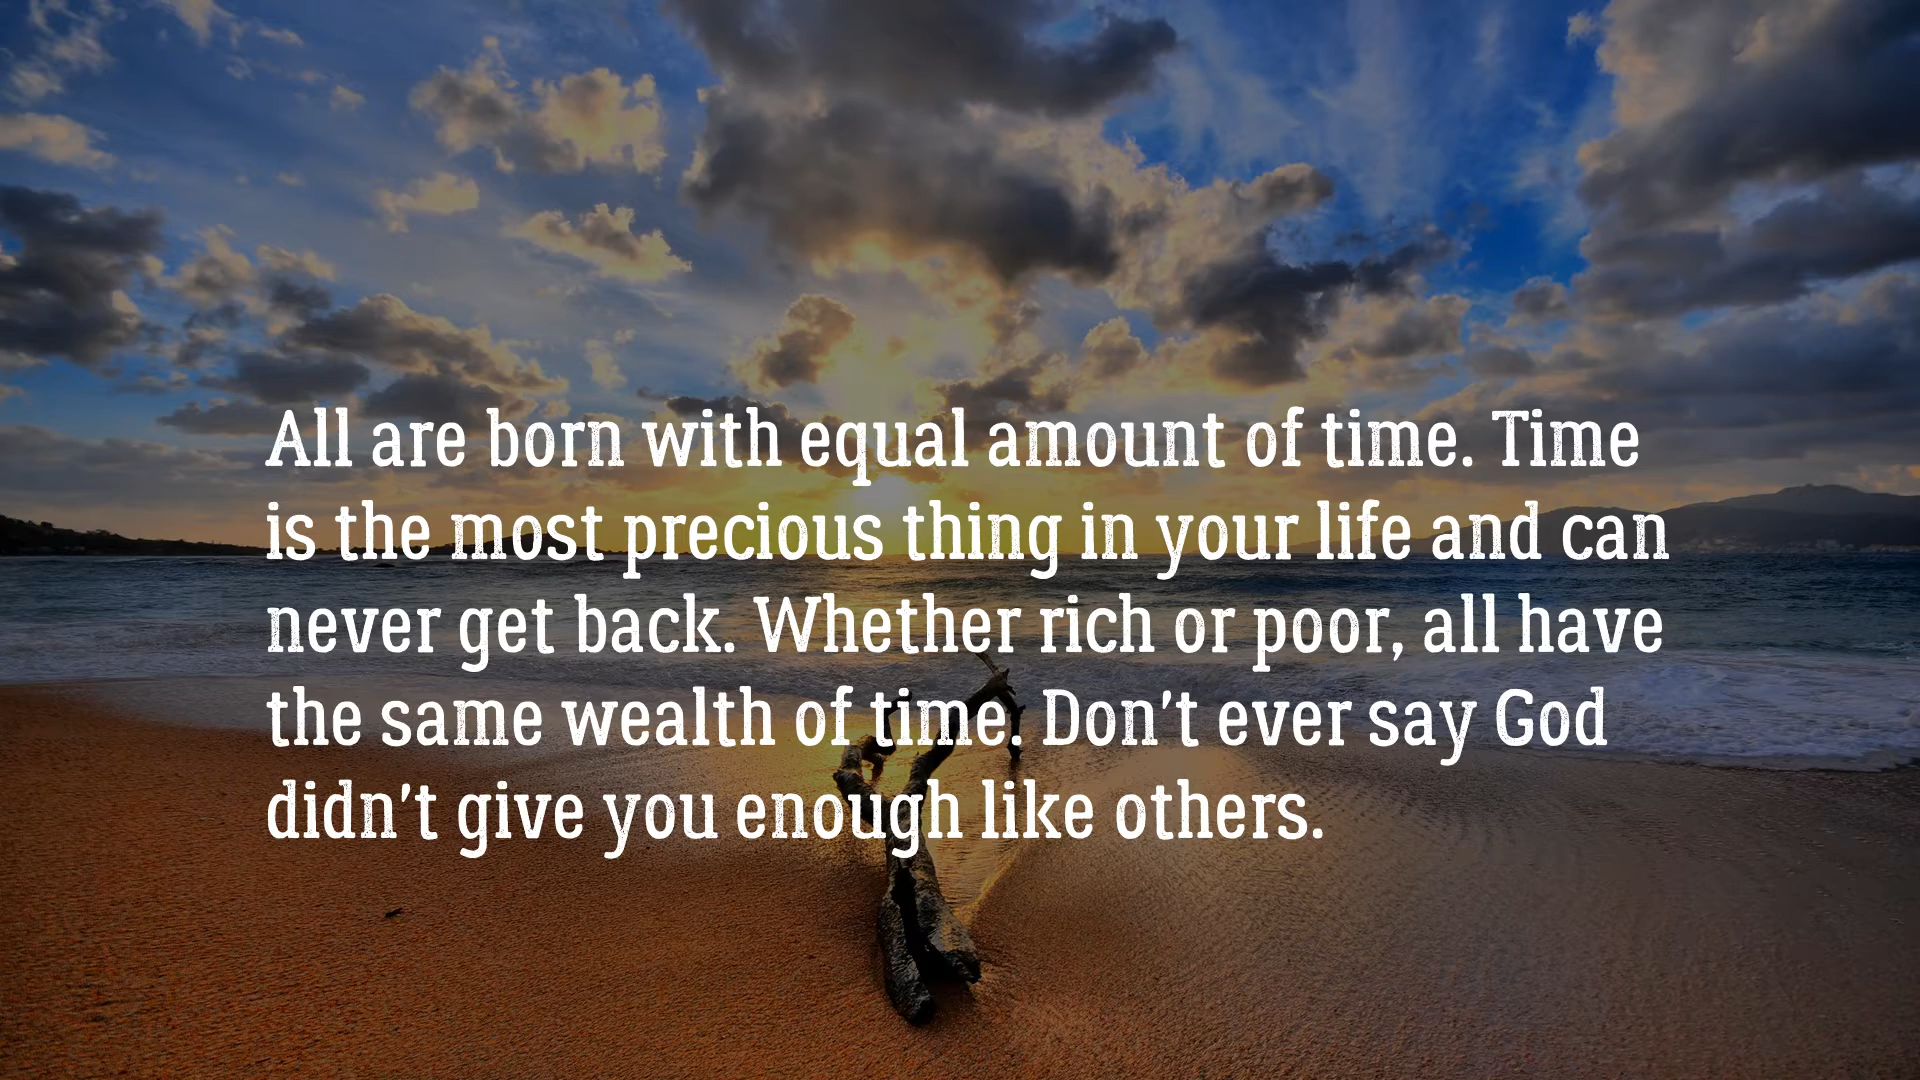 All are born with equal amount of time. Time
is the most precious thing in your life and can
never get back. Whether rich or poor, all have
the same wealth of time. Don't ever say God
didn't give you enough like others.